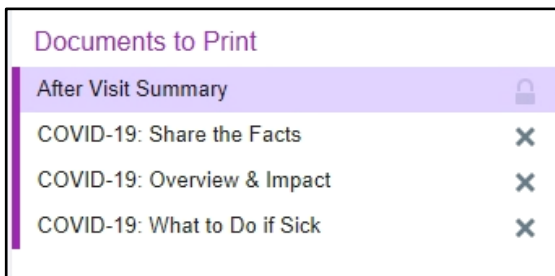 Documents to Print
After Visit Summary
COVID-19: Share the Facts
COVID-19: Overview & Impact
COVID-19: What to Do if Sick